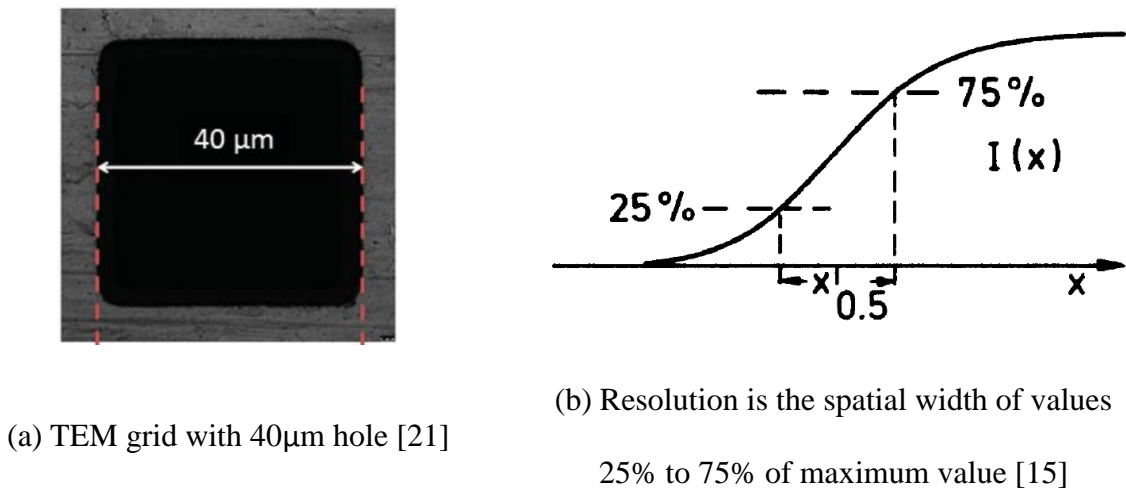 40 µm
75%
I(x)
25%
x
0.5
x
(a) TEM grid with 40µm hole [21]
(b) Resolution is the spatial width of values
25% to 75% of maximum value [15]